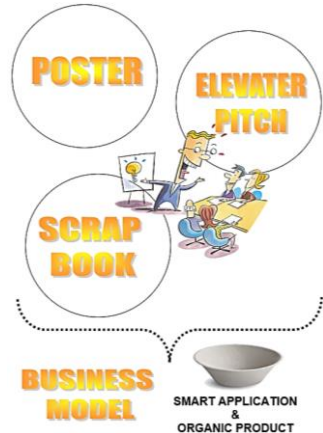 POSTER
ELEVATER
PITCH
SCRAP
BOOK
BUSINESS
MODEL
SMART APPLICATION
&
ORGANIC PRODUCT